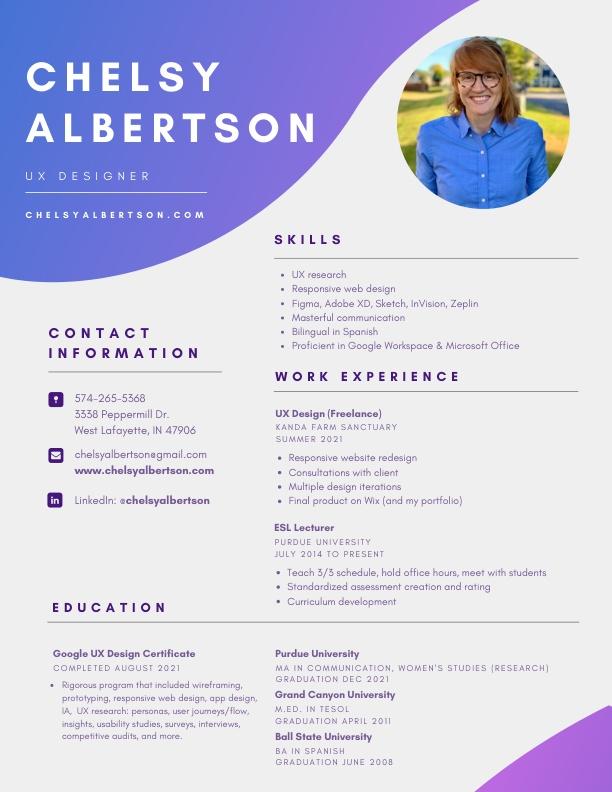 CHELSY
ALBERTSON
UX DESIGNER
CHELSYALBERTSON.COM
SKILLS
UX research
Responsive web design
Figma, Adobe XD, Sketch, InVision, Zeplin
Masterful communication
Bilingual in Spanish
Proficient in Google Workspace & Microsoft Office
CONTACT
INFORMATION
574-265-5368
3338 Peppermill Dr.
West Lafayette, IN 47906
chelsyalbertson@gmail.com
www.chelsyalbertson.com
in LinkedIn: @chelsyalbertson
WORK EXPERIENCE
UX Design (Freelance)
KANDA FARM SANCTUARY
SUMMER 2021
Responsive website redesign
Consultations with client
Multiple design iterations
Final product on Wix (and my portfolio)
ESL Lecturer
PURDUE UNIVERSITY
JULY 2014 TO PRESENT
Teach 3/3 schedule, hold office hours, meet with students
Standardized assessment creation and rating
Curriculum development
EDUCATION
Google UX Design Certificate
COMPLETED AUGUST 2021
Rigorous program that included wireframing,
prototyping, responsive web design, app design,
IA, UX research: personas, user journeys/flow,
insights, usability studies, surveys, interviews,
competitive audits, and more.
Purdue University
MA IN COMMUNICATION, WOMEN'S STUDIES (RESEARCH)
GRADUATION DEC 2021
Grand Canyon University
M.ED. IN TESOL
GRADUATION APRIL 2011
Ball State University
BA IN SPANISH
GRADUATION JUNE 2008